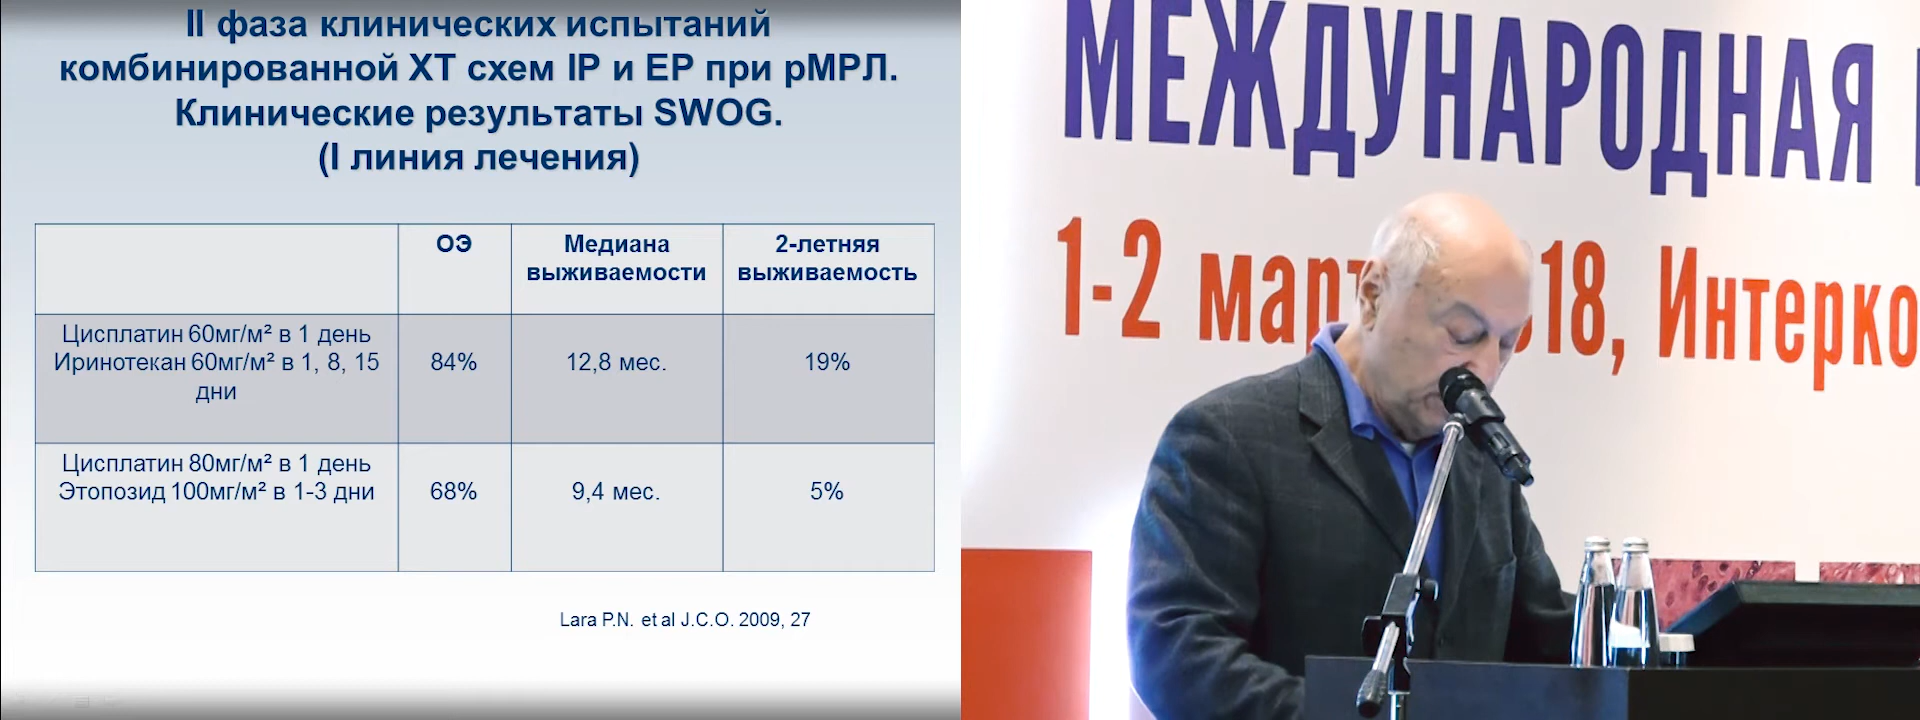 II фаза клинических испытаний
комбинированной ХТ схем IP и EP при рМРЛ.
Клинические результаты SWOG.
(I линия лечения)
ОЭ
Медиана
выживаемости
2-летняя
выживаемость
Цисплатин 60мг/м² в 1 день
Иринотекан 60мг/м² в 1, 8, 15
дни
84%
12,8 мес.
19%
Цисплатин 80мг/м² в 1 день
Этопозид 100мг/м² в 1-3 дни
68%
9,4 мес.
5%
Lara P.N. et al J.C.O. 2009, 27
МЕЖДУНАРОДНАЯ
1-2 март 18, Интерко